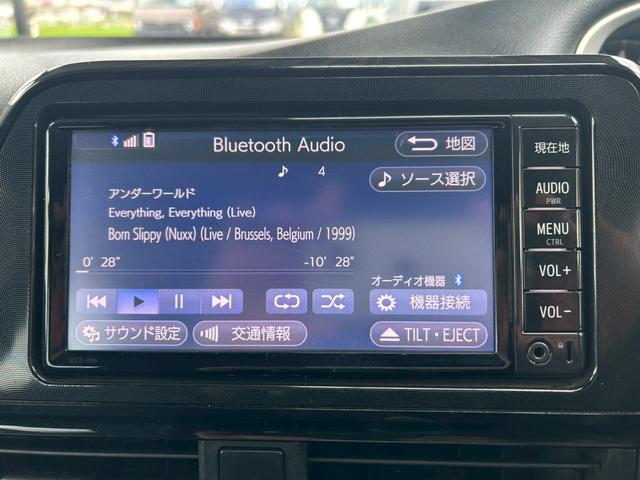 Bluetooth Audio
地図
♪ 4
ソース選択
アンダーワールド
Everything, Everything (Live)
Born Slippy (Nuxx) (Live / Brussels, Belgium / 1999)
0' 28"
-10' 28"
オーディオ機器
機器接続
サウンド設定
交通情報
TILT・EJECT
現在地
AUDIO
PWR
MENU
CTRL
VOL+
VOL-